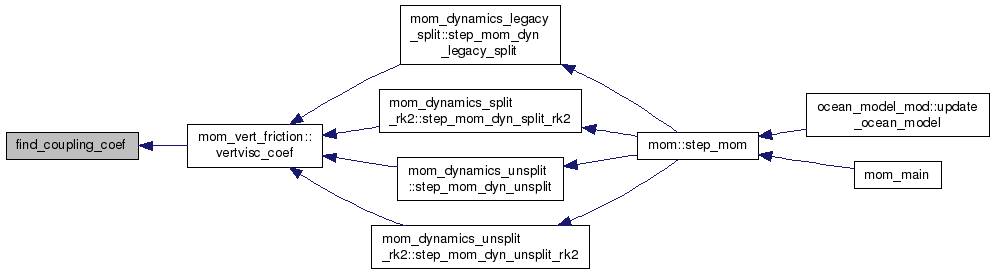 find_coupling_coef
mom_vert_friction::
vertvisc_coef
mom_dynamics_legacy
_split::step_mom_dyn
_legacy_split
mom_dynamics_split
_rk2::step_mom_dyn_split_rk2
mom_dynamics_unsplit
::step_mom_dyn_unsplit
mom_dynamics_unsplit
_rk2::step_mom_dyn_unsplit_rk2
mom::step_mom
ocean_model_mod::update
_ocean_model
mom_main